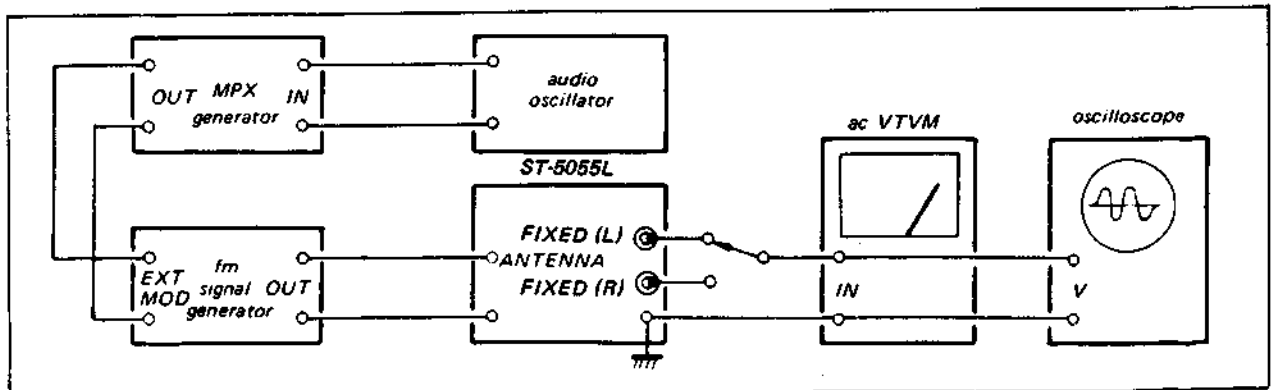 OUT MPX IN
generator
audio
oscillator
ac VTVM
oscilloscope
ST-5055L
FIXED (L)
EXT fm
MOD signal OUT
generator
ANTENNA
FIXED (R)
IN
V